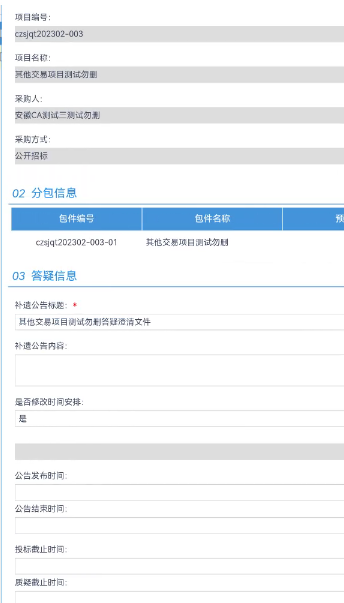 项目编号:
czsjqt202302-003
项目名称:
其他交易项目测试勿删
采购人:
安徽CA测试三测试勿删
采购方式:
公开招标
02 分包信息
包件编号 包件名称 预
czsjqt202302-003-01 其他交易项目测试勿删
03 答疑信息
补遗公告标题: *
其他交易项目测试勿删答疑澄清文件
补遗公告内容:
是否修改时间安排:
是
公告发布时间:
公告结束时间:
投标截止时间:
质疑截止时间: